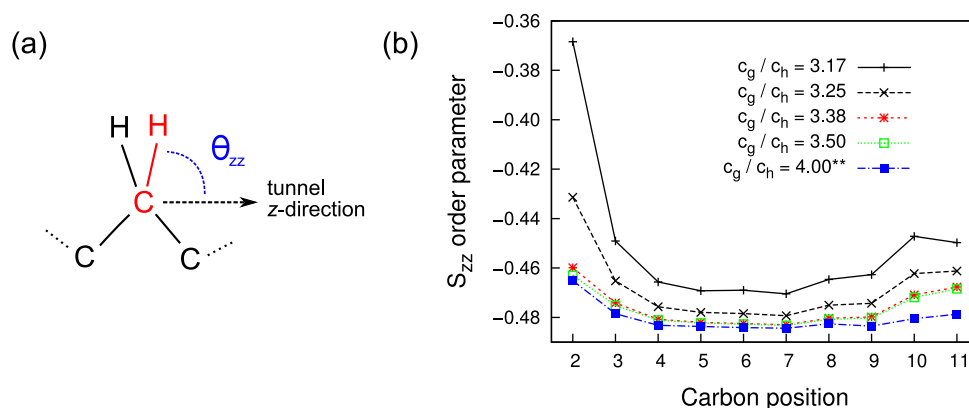 (a)
H H
θzz
C
tunnel
z-direction
C C
(b)
Szz order parameter
−0.36
−0.38
−0.40
−0.42
−0.44
−0.46
−0.48
cg / ch = 3.17
cg / ch = 3.25
cg / ch = 3.38
cg / ch = 3.50
cg / ch = 4.00**
2 3 4 5 6 7 8 9 10 11
Carbon position